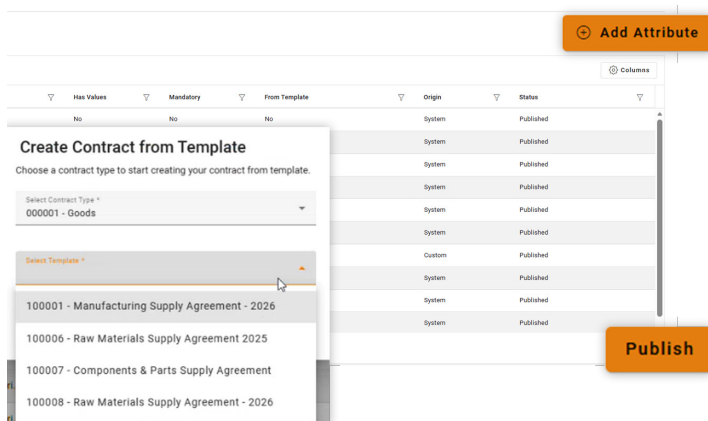 Add Attribute
Columns
Has Values Mandatory From Template Origin Status
No No No System Published
System Published
System Published
System Published
System Published
System Published
Custom Published
System Published
System Published
System Published
Create Contract from Template
Choose a contract type to start creating your contract from template.
Select Contract Type *
000001 - Goods
Select Template *
100001 - Manufacturing Supply Agreement - 2026
100006 - Raw Materials Supply Agreement 2025
100007 - Components & Parts Supply Agreement
100008 - Raw Materials Supply Agreement - 2026
Publish